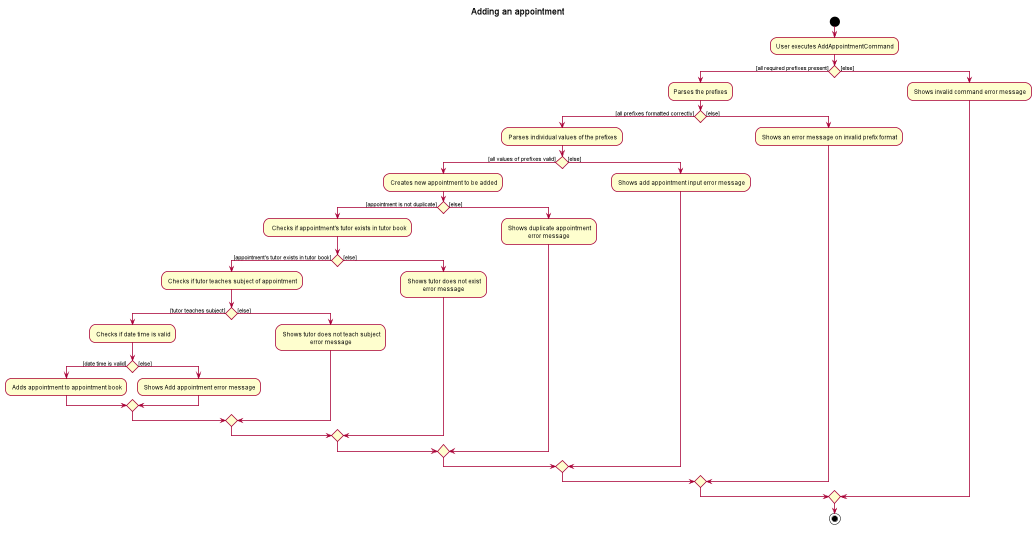 Adding an appointment
User executes AddAppointmentCommand
[all required prefixes present] [else]
Parses the prefixes
Shows invalid command error message
[all prefixes formatted correctly] [else]
Parses individual values of the prefixes
Shows an error message on invalid prefix format
[all values of prefixes valid] [else]
Creates new appointment to be added
Shows add appointment input error message
[appointment is not duplicate] [else]
Checks if appointment's tutor exists in tutor book
Shows duplicate appointment
error message
[appointment's tutor exists in tutor book] [else]
Checks if tutor teaches subject of appointment
Shows tutor does not exist
error message
[tutor teaches subject] [else]
Checks if date time is valid
Shows tutor does not teach subject
error message
[date time is valid] [else]
Adds appointment to appointment book
Shows Add appointment error message